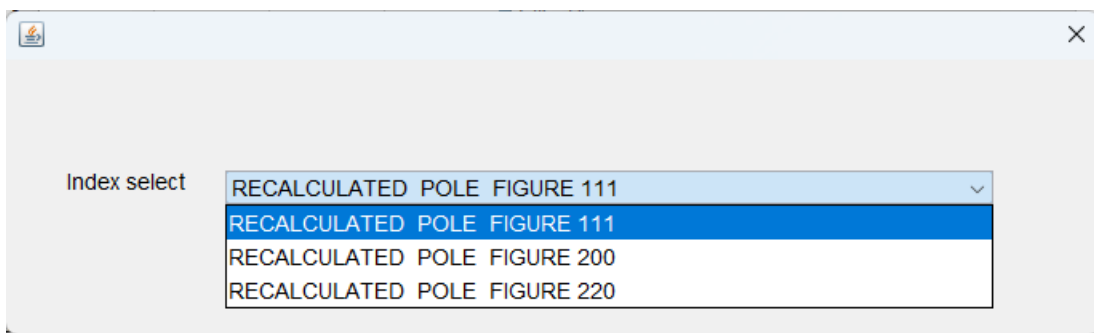 Index select
RECALCULATED  POLE  FIGURE 111
RECALCULATED  POLE  FIGURE 111
RECALCULATED  POLE  FIGURE 200
RECALCULATED  POLE  FIGURE 220